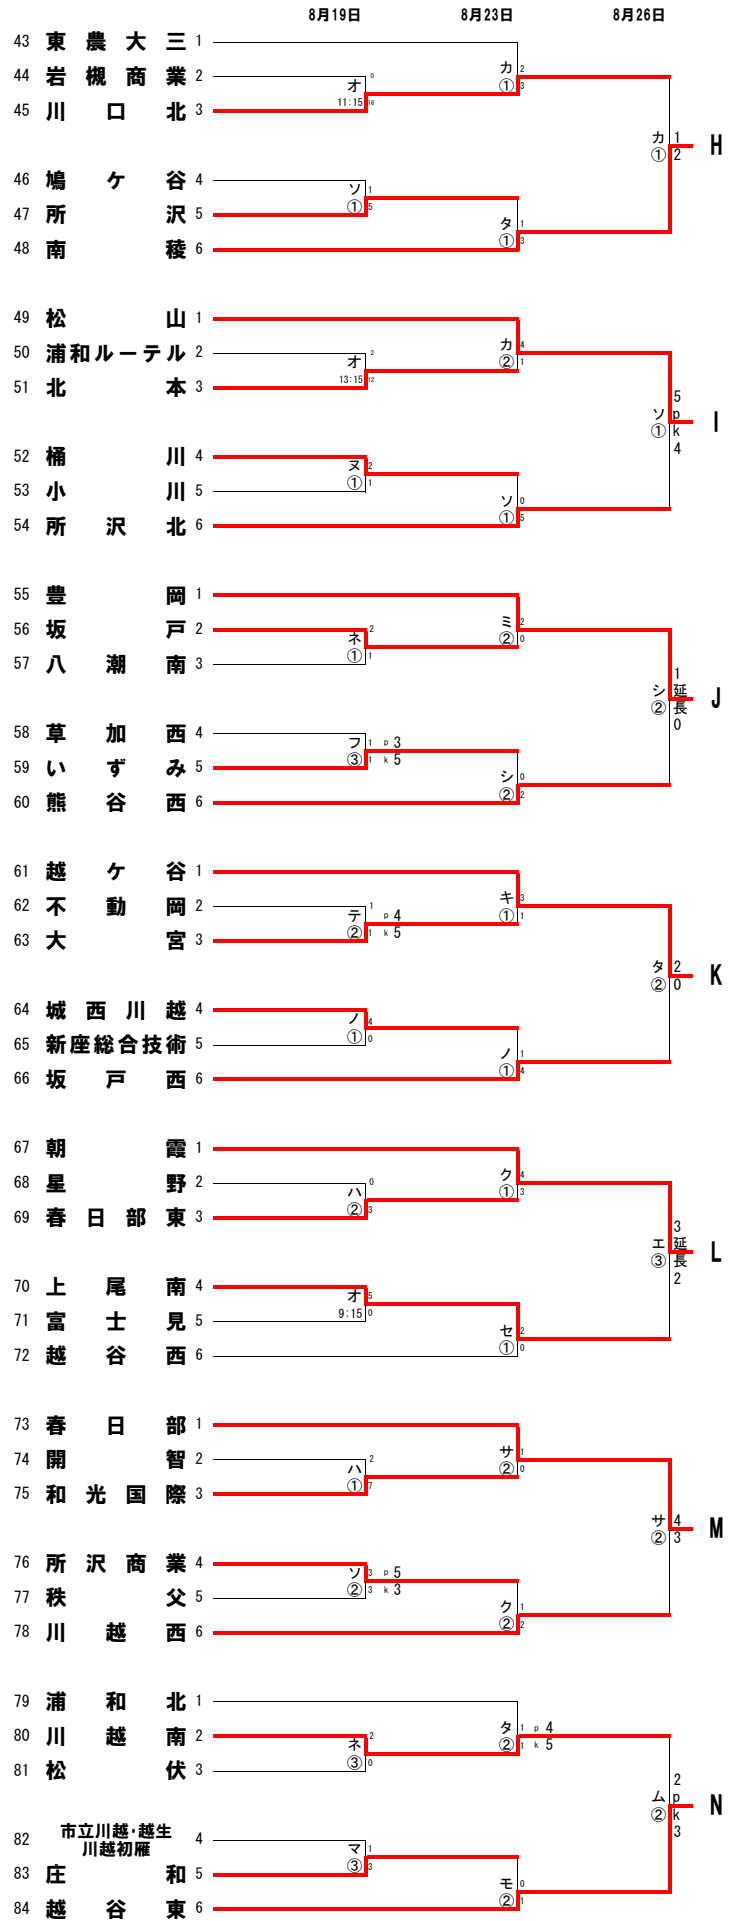 8月19日 8月23日 8月26日
43 東農大三 1
44 岩槻商業 2
45 川口北 3
オ 0
11:15 16
カ 2
① 3
カ 1
① 2
H
46 鳩ケ谷 4
47 所沢 5
48 南稜 6
ソ 1
① 5
タ 1
① 3
49 松山 1
50 浦和ルーテル 2
51 北本 3
オ 2
13:15 12
カ 4
② 1
ソ 5 pk 4
①
I
52 桶川 4
53 小川 5
54 所沢北 6
ヌ 2
① 1
ソ 0
① 5
55 豊岡 1
56 坂戸 2
57 八潮南 3
ネ 2
① 1
ミ 2
② 0
シ 1 延長 0
②
J
58 草加西 4
59 いずみ 5
60 熊谷西 6
フ 1 p 3
③ 1 k 5
シ 0
② 2
61 越ケ谷 1
62 不動岡 2
63 大宮 3
テ 1 p 4
② 1 k 5
キ 3
① 1
タ 2
② 0
K
64 城西川越 4
65 新座総合技術 5
66 坂戸西 6
ノ 4
① 0
ノ 1
① 4
67 朝霞 1
68 星野 2
69 春日部東 3
ハ 0
② 3
ク 4
① 3
エ 3 延長 2
③
L
70 上尾南 4
71 富士見 5
72 越谷西 6
オ 5
9:15 0
セ 2
① 0
73 春日部 1
74 開智 2
75 和光国際 3
ハ 2
① 7
サ 1
② 0
サ 4
② 3
M
76 所沢商業 4
77 秩父 5
78 川越西 6
ソ 3 p 5
② 3 k 3
ク 1
② 2
79 浦和北 1
80 川越南 2
81 松伏 3
ネ 2
③ 0
タ 1 p 4
② 1 k 5
ム 2 pk 3
②
N
82 市立川越・越生 4
川越初雁
83 庄和 5
84 越谷東 6
マ 1
③ 3
モ 0
② 1